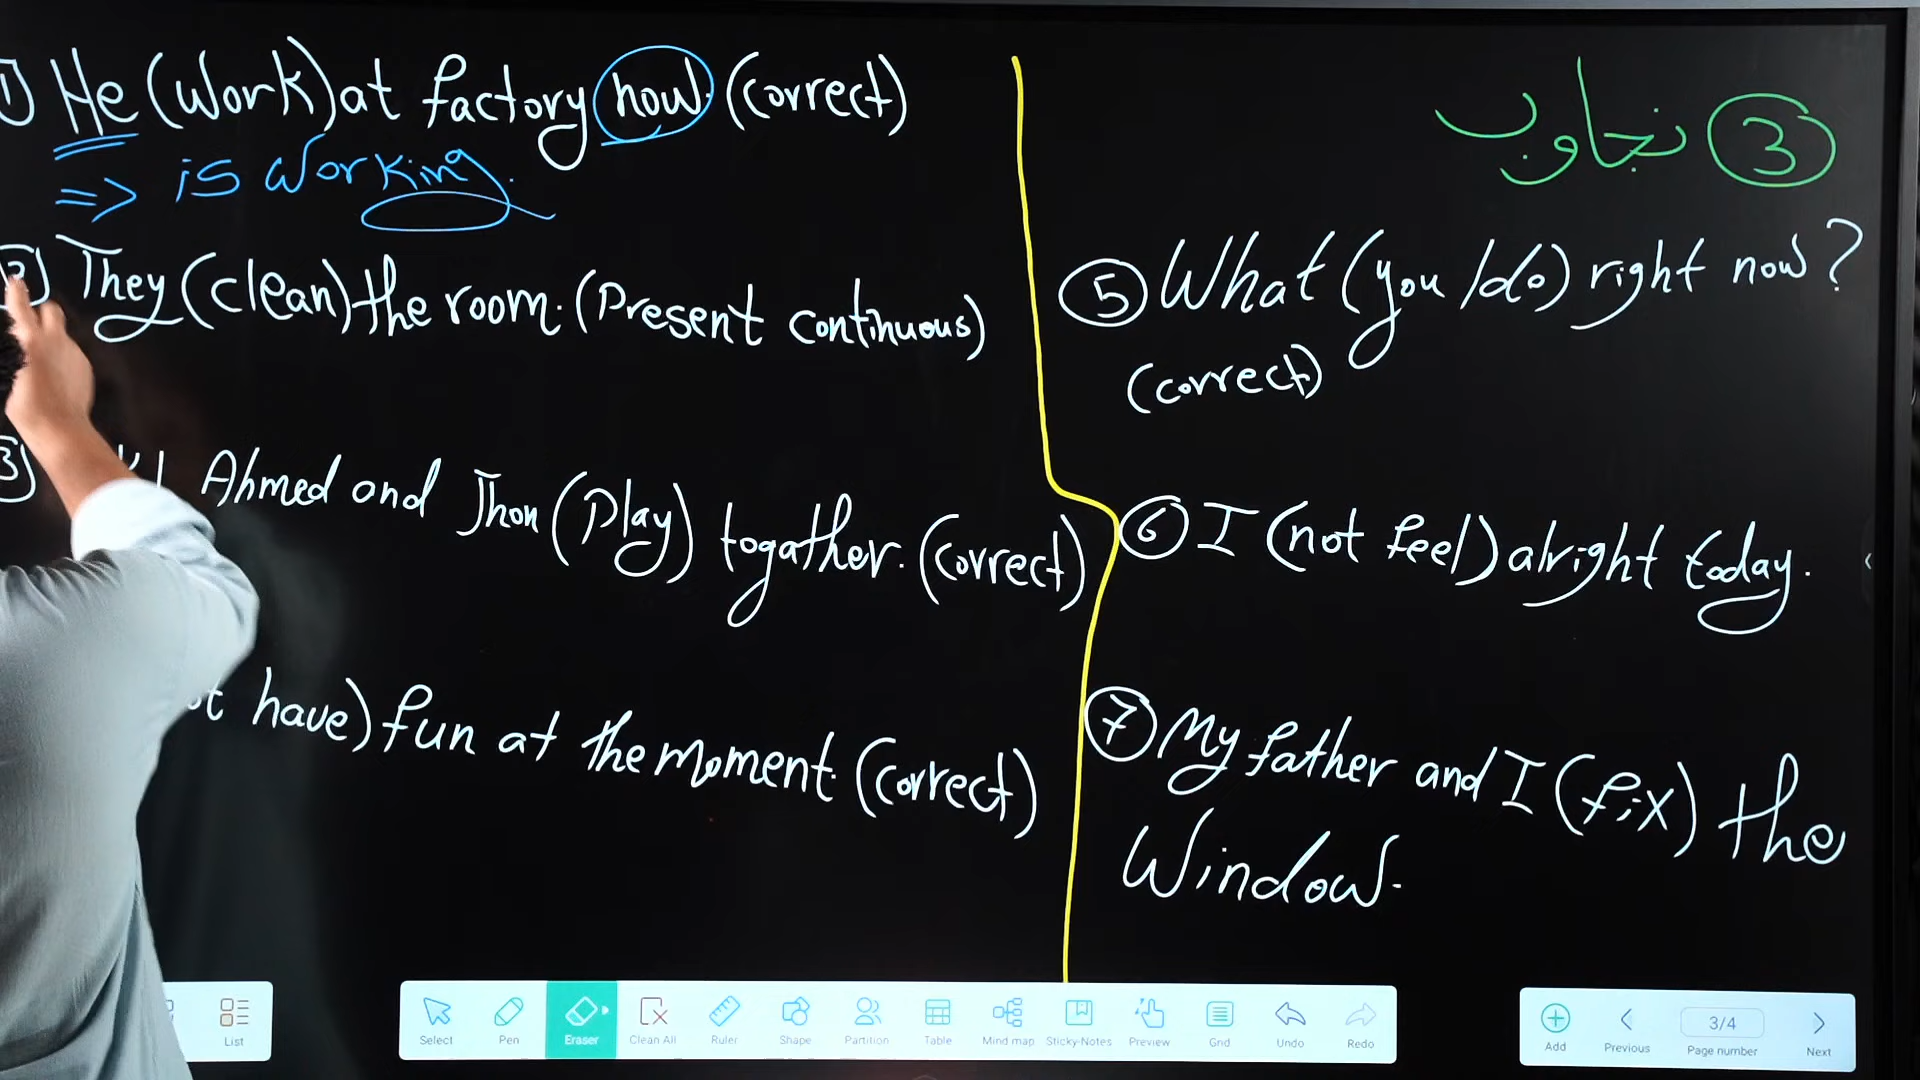 1) He (work) at factory now. (correct)
=> is working.
They (clean) the room. (Present continuous)
3) Ahmed and Jhon (Play) togather. (correct)
have) fun at the moment. (correct)
③ نجاوب
⑤ What (you / do) right now?
(correct)
⑥ I (not feel) alright today.
⑦ My father and I (fix) the
Window.
List
Select Pen Eraser Clean All Ruler Shape Partition Table Mind map Sticky-Notes Preview Grid Undo Redo
Add Previous 3/4 Page number Next